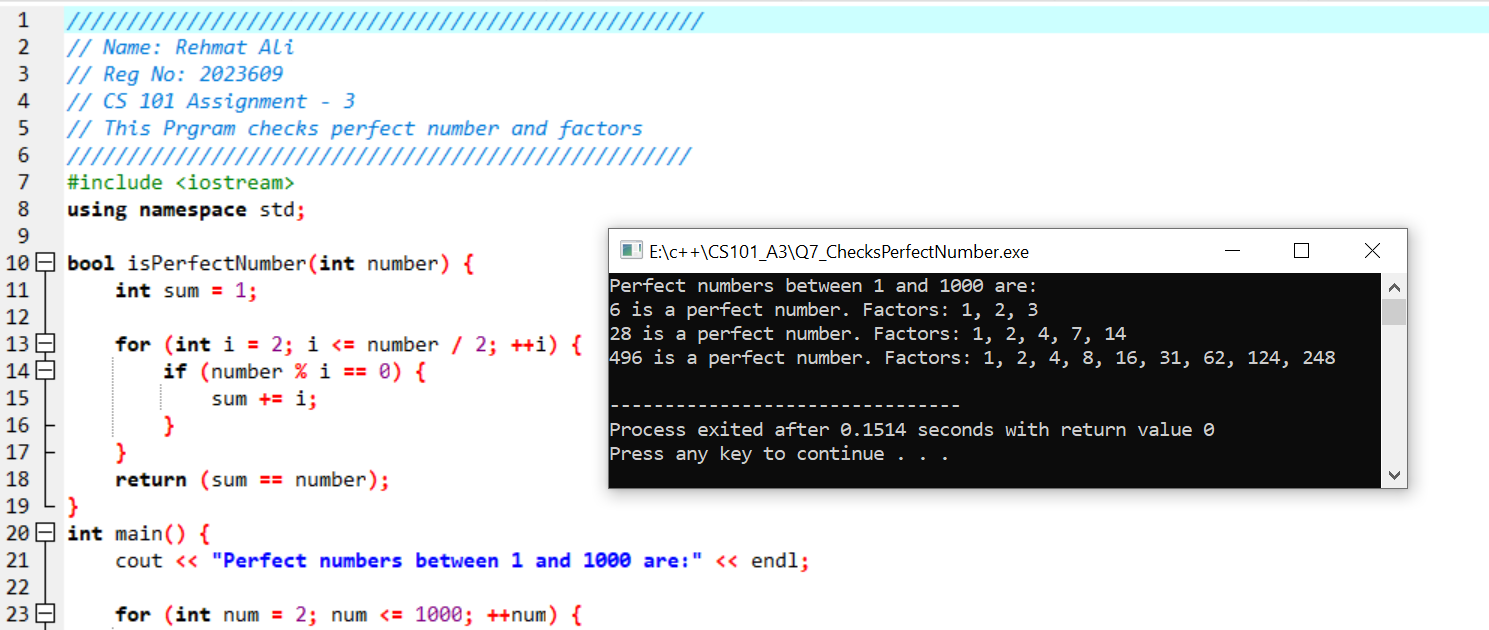 1 /////////////////////////////////////////////////////
2 // Name: Rehmat Ali
3 // Reg No: 2023609
4 // CS 101 Assignment - 3
5 // This Prgram checks perfect number and factors
6 ////////////////////////////////////////////////////
7 #include <iostream>
8 using namespace std;
9
10 bool isPerfectNumber(int number) {
11     int sum = 1;
12
13     for (int i = 2; i <= number / 2; ++i) {
14         if (number % i == 0) {
15             sum += i;
16         }
17     }
18     return (sum == number);
19 }
20 int main() {
21     cout << "Perfect numbers between 1 and 1000 are:" << endl;
22
23     for (int num = 2; num <= 1000; ++num) {
E:\c++\CS101_A3\Q7_ChecksPerfectNumber.exe
Perfect numbers between 1 and 1000 are:
6 is a perfect number. Factors: 1, 2, 3
28 is a perfect number. Factors: 1, 2, 4, 7, 14
496 is a perfect number. Factors: 1, 2, 4, 8, 16, 31, 62, 124, 248
--------------------------------
Process exited after 0.1514 seconds with return value 0
Press any key to continue . . .